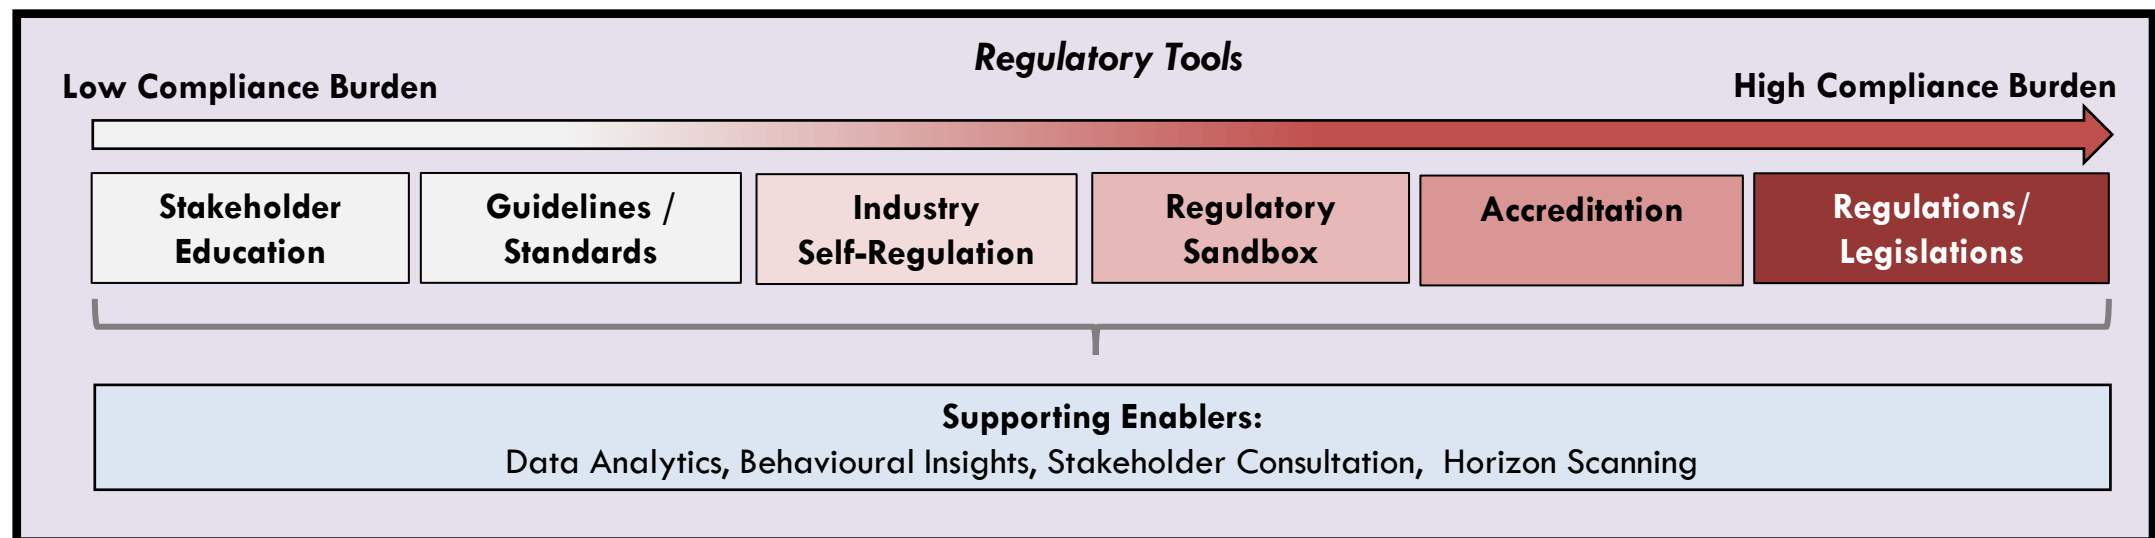 Regulatory Tools
Low Compliance Burden
High Compliance Burden
Stakeholder
Education
Guidelines /
Standards
Industry
Self-Regulation
Regulatory
Sandbox
Accreditation
Regulations/
Legislations
Supporting Enablers:
Data Analytics, Behavioural Insights, Stakeholder Consultation, Horizon Scanning